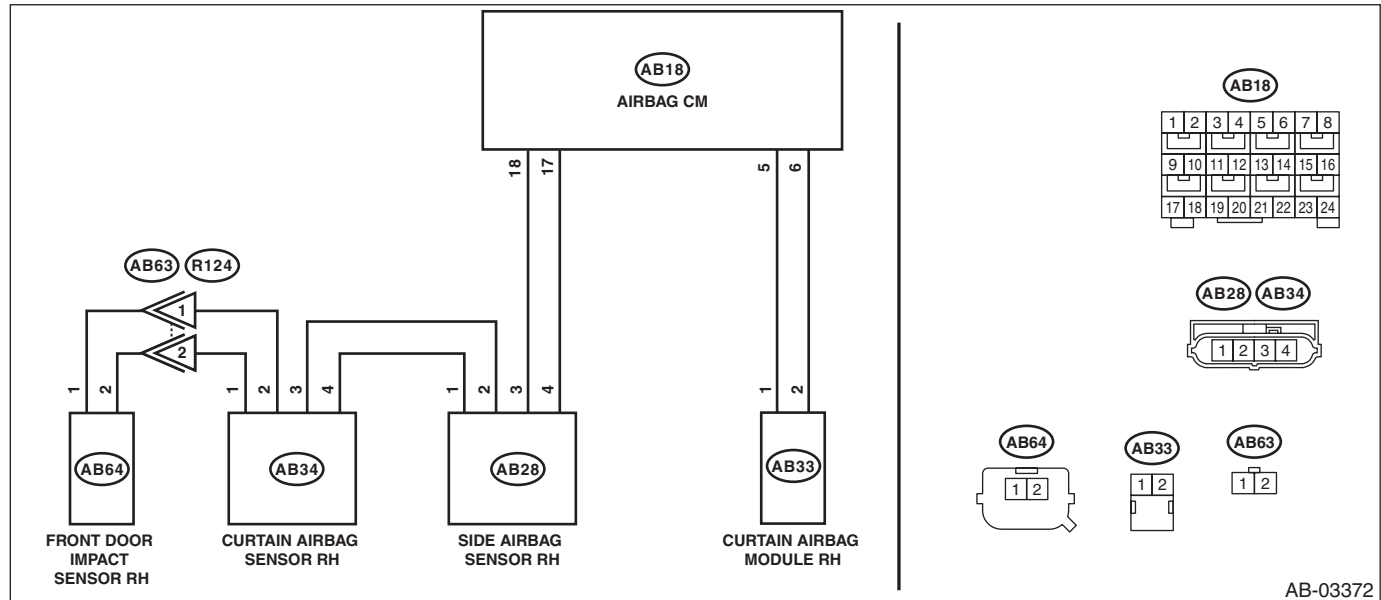 AB18
AIRBAG CM
18
17
5
6
AB63 R124
1
2
1
2
1
2
3
4
1
2
3
4
1
2
AB64
AB34
AB28
AB33
FRONT DOOR
IMPACT
SENSOR RH
CURTAIN AIRBAG
SENSOR RH
SIDE AIRBAG
SENSOR RH
CURTAIN AIRBAG
MODULE RH
AB18
1 2 3 4 5 6 7 8
9 10 11 12 13 14 15 16
17 18 19 20 21 22 23 24
AB28 AB34
1 2 3 4
AB64
1 2
AB33
1 2
AB63
1 2
AB-03372